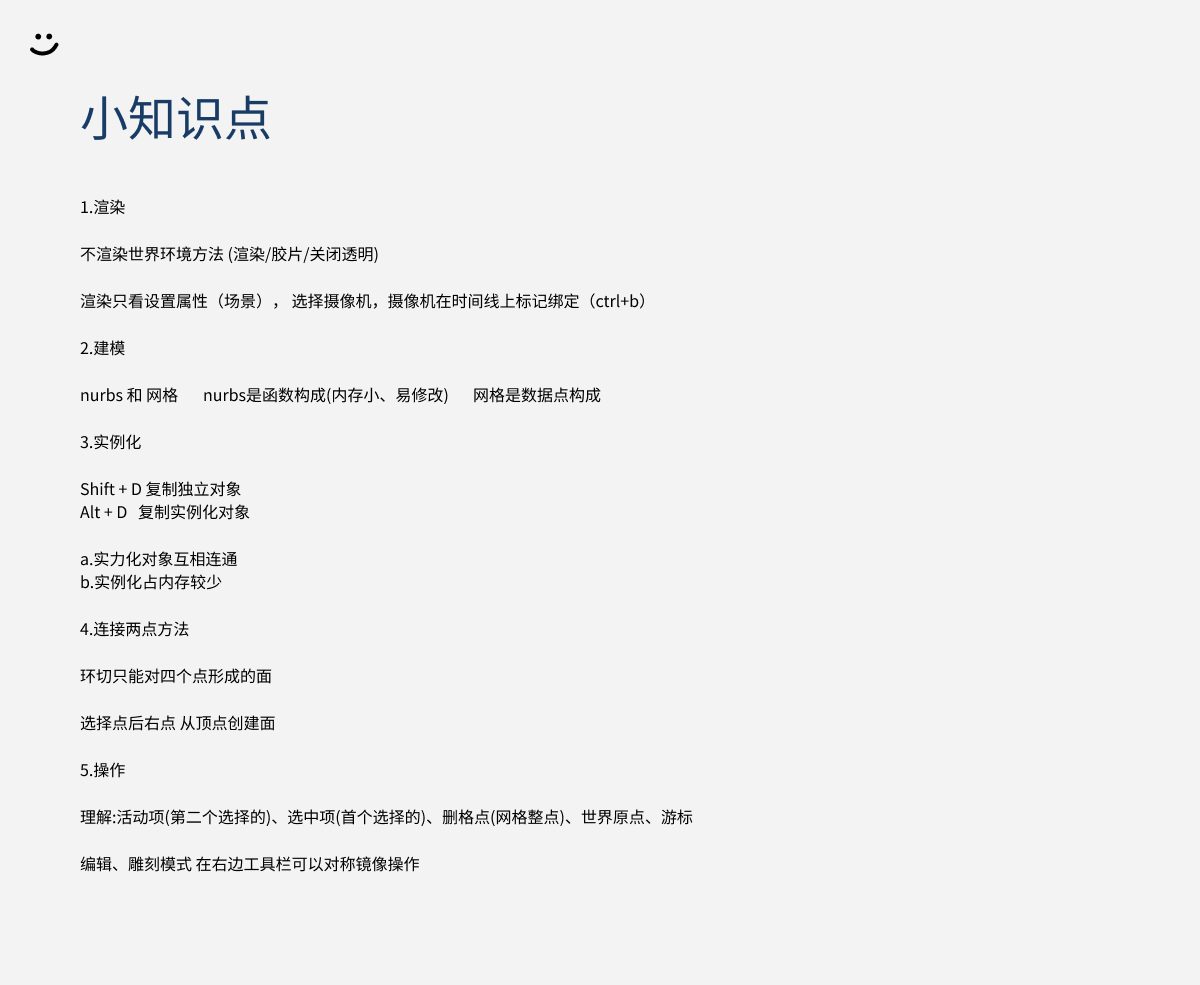 小知识点
1.渲染
不渲染世界环境方法 (渲染/胶片/关闭透明)
渲染只看设置属性（场景）， 选择摄像机，摄像机在时间线上标记绑定（ctrl+b）
2.建模
nurbs 和 网格      nurbs是函数构成(内存小、易修改)      网格是数据点构成
3.实例化
Shift + D 复制独立对象
Alt + D   复制实例化对象
a.实力化对象互相连通
b.实例化占内存较少
4.连接两点方法
环切只能对四个点形成的面
选择点后右点 从顶点创建面
5.操作
理解:活动项(第二个选择的)、选中项(首个选择的)、删格点(网格整点)、世界原点、游标
编辑、雕刻模式 在右边工具栏可以对称镜像操作